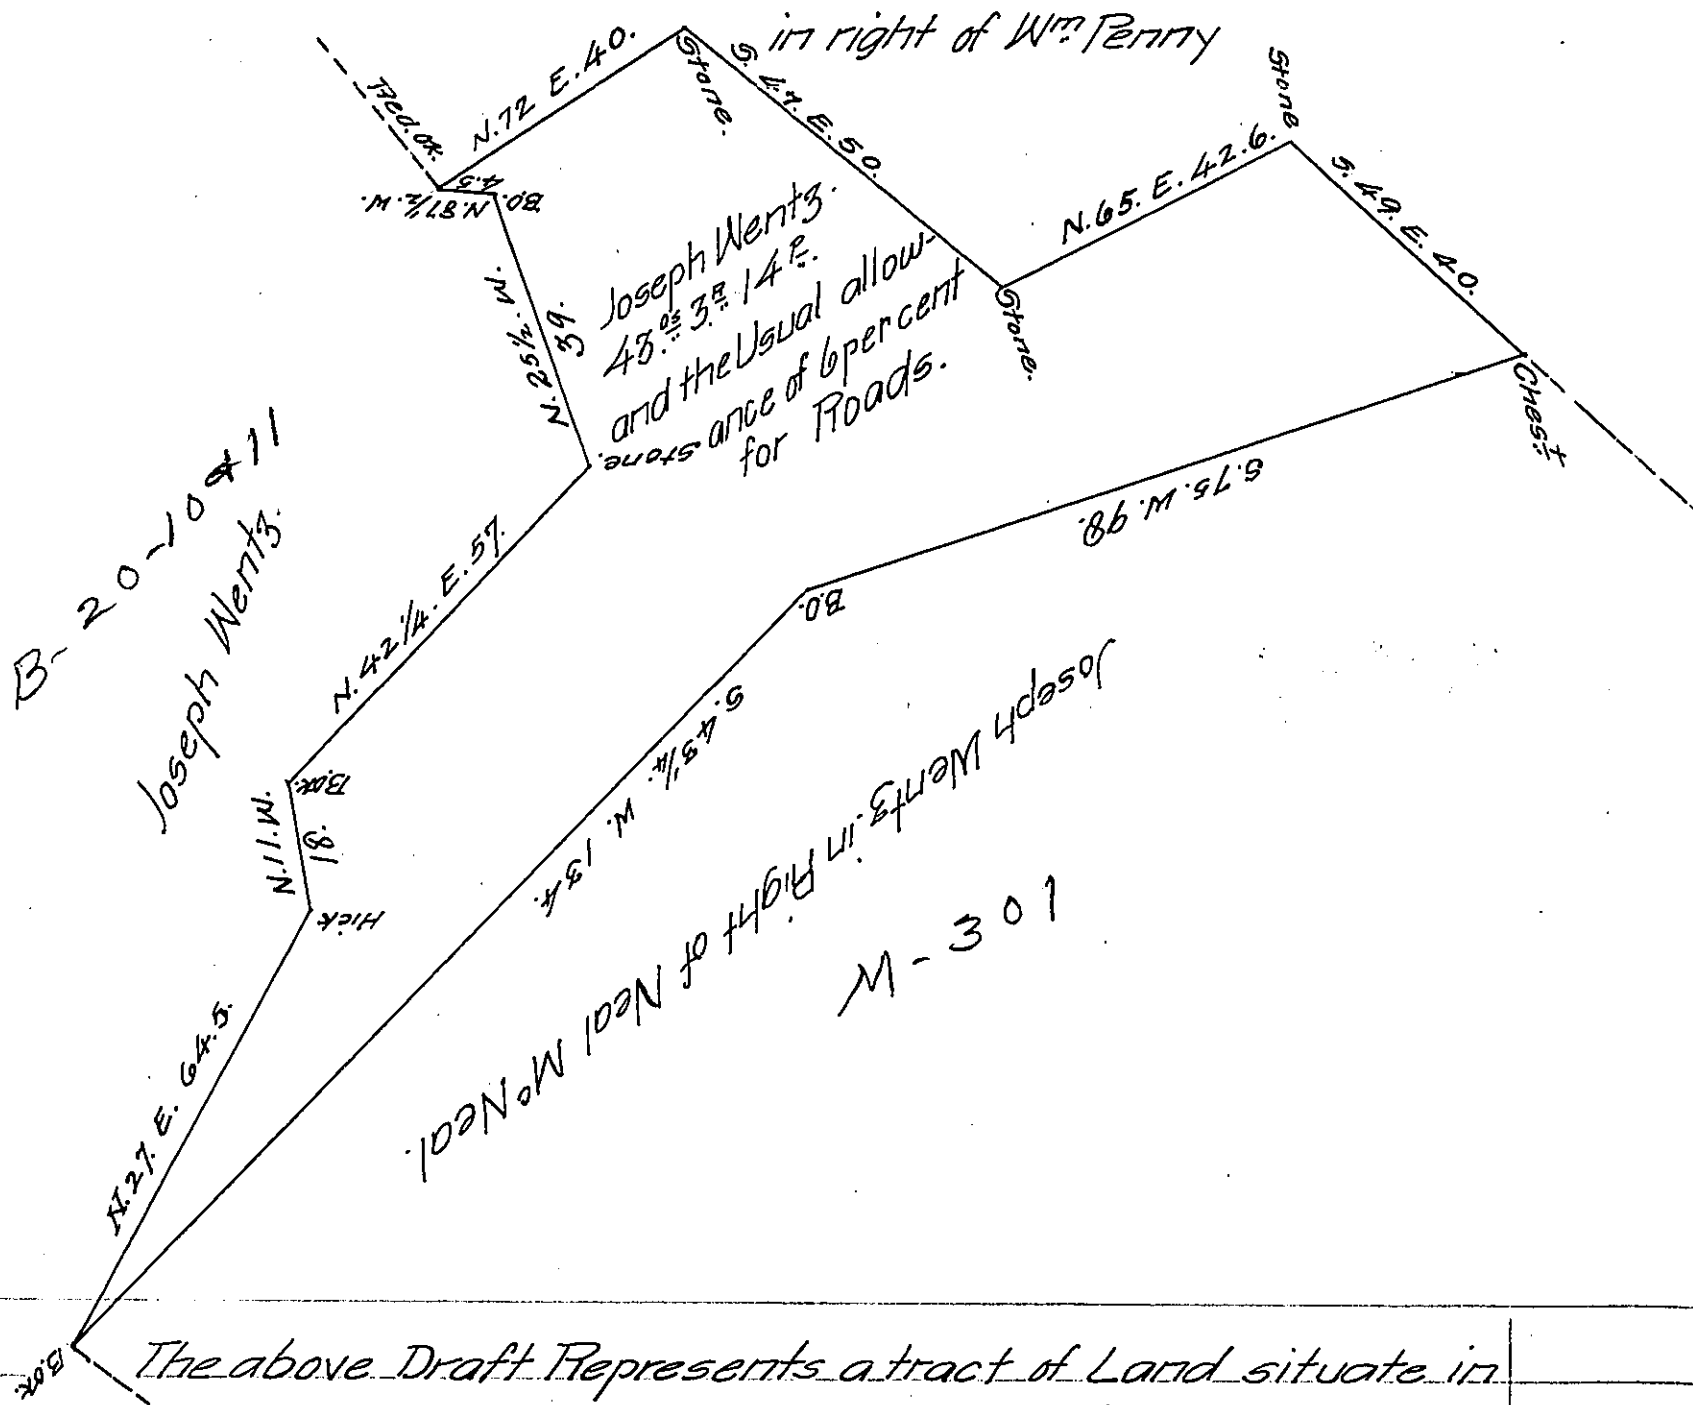 in right of Wm Penny
Red.ok.
N.72 E.40.
Stone.
S.47.E.50.
Stone
N.65.E.42.6.
S.49.E.40.
Stone.
Ches.t
4.5
N.87½.W.
B.O.
N.25½.W.
39.
stone.
Joseph Wentz.
43.as 3.R 14 P.
and the Usual allow-
ance of 6 per cent
for Roads.
B-20-10&11
Joseph Wentz.
N.42¼.E.57.
S.75.W.98.
B.O.
S.43¼.W.134.
B.ok.
N.11.W.
18.
Hick
N.27.E.64.5.
Joseph Wentz.in Right of Neal McNeal.
M-301
B.ok.
The above Draft Represents a tract of Land situate in